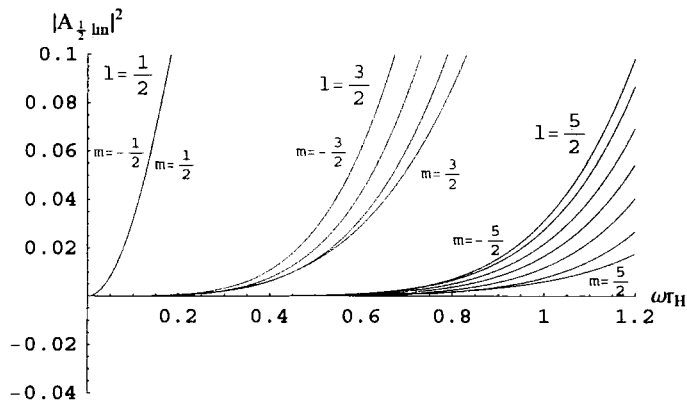 |A_{1/2 lm}|^2
0.1
0.08
0.06
0.04
0.02
−0.02
−0.04
l=1/2
m=-1/2
m=1/2
l=3/2
m=-3/2
m=3/2
l=5/2
m=-5/2
m=5/2
0.2 0.4 0.6 0.8 1 1.2
ωr_H